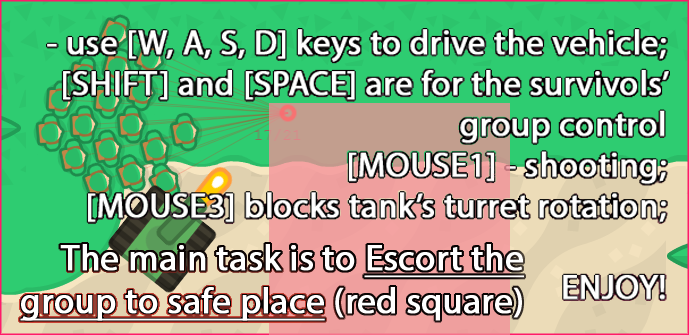 - use [W, A, S, D] keys to drive the vehicle;
[SHIFT] and [SPACE] are for the survivols’
group control
[MOUSE1] - shooting;
[MOUSE3] blocks tank’s turret rotation;
The main task is to Escort the
group to safe place (red square)
ENJOY!